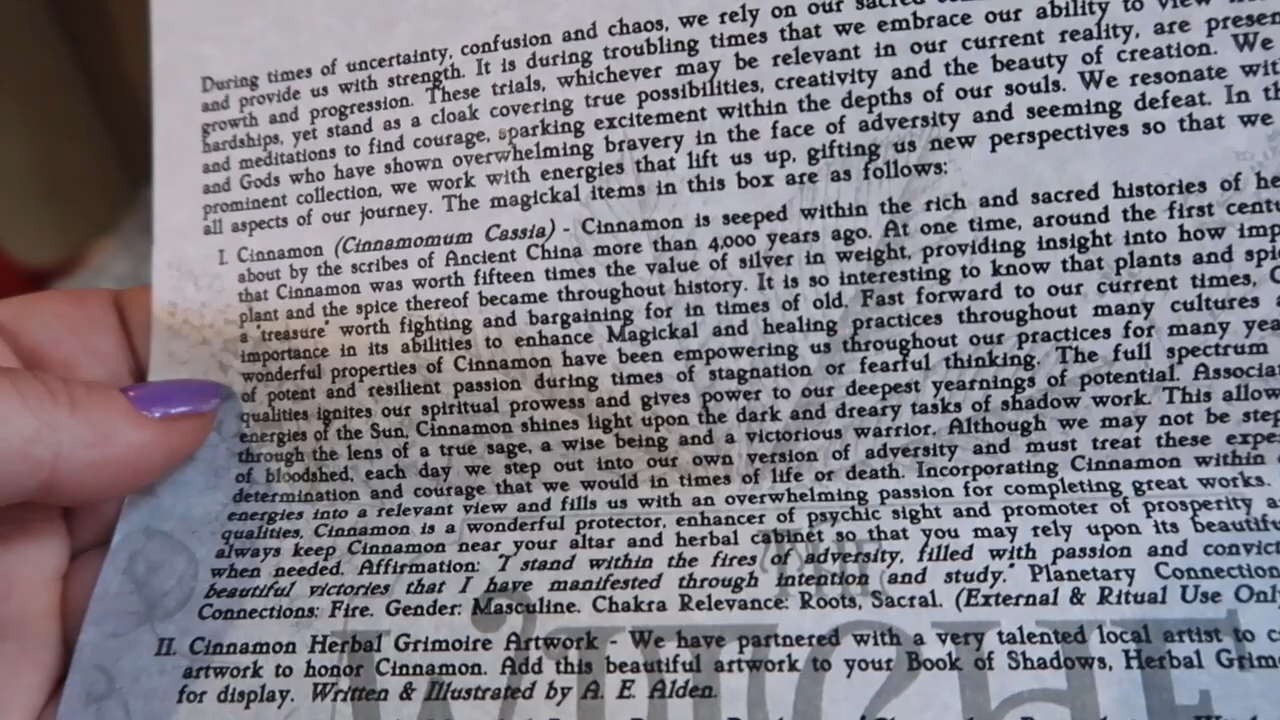 During times of uncertainty, confusion and chaos, we rely on our sacred
and provide us with strength. It is during troubling times that we embrace our ability to view
growth and progression. These trials, whichever may be relevant in our current reality, are presen
hardships, yet stand as a cloak covering true possibilities, creativity and the beauty of creation. We
and meditations to find courage, sparking excitement within the depths of our souls. We resonate wit
and Gods who have shown overwhelming bravery in the face of adversity and seeming defeat. In th
prominent collection, we work with energies that lift us up, gifting us new perspectives so that we
all aspects of our journey. The magickal items in this box are as follows:
I. Cinnamon (Cinnamomum Cassia) - Cinnamon is seeped within the rich and sacred histories of he
about by the scribes of Ancient China more than 4,000 years ago. At one time, around the first centu
that Cinnamon was worth fifteen times the value of silver in weight, providing insight into how imp
plant and the spice thereof became throughout history. It is so interesting to know that plants and spic
a "treasure" worth fighting and bargaining for in times of old. Fast forward to our current times, C
importance in its abilities to enhance Magickal and healing practices throughout many cultures
wonderful properties of Cinnamon have been empowering us throughout our practices for many yea
of potent and resilient passion during times of stagnation or fearful thinking. The full spectrum
qualities ignites our spiritual prowess and gives power to our deepest yearnings of potential. Associa
energies of the Sun, Cinnamon shines light upon the dark and dreary tasks of shadow work. This allow
through the lens of a true sage, a wise being and a victorious warrior. Although we may not be step
of bloodshed, each day we step out into our own version of adversity and must treat these expe
determination and courage that we would in times of life or death. Incorporating Cinnamon within
energies into a relevant view and fills us with an overwhelming passion for completing great works.
qualities, Cinnamon is a wonderful protector, enhancer of psychic sight and promoter of prosperity a
always keep Cinnamon near your altar and herbal cabinet so that you may rely upon its beautifu
when needed. Affirmation: "I stand within the fires of adversity, filled with passion and convict
beautiful victories that I have manifested through intention and study." Planetary Connection
Connections: Fire. Gender: Masculine. Chakra Relevance: Roots, Sacral. (External & Ritual Use Onl
II. Cinnamon Herbal Grimoire Artwork - We have partnered with a very talented local artist to c
artwork to honor Cinnamon. Add this beautiful artwork to your Book of Shadows, Herbal Grim
for display. Written & Illustrated by A. E. Alden.
THE